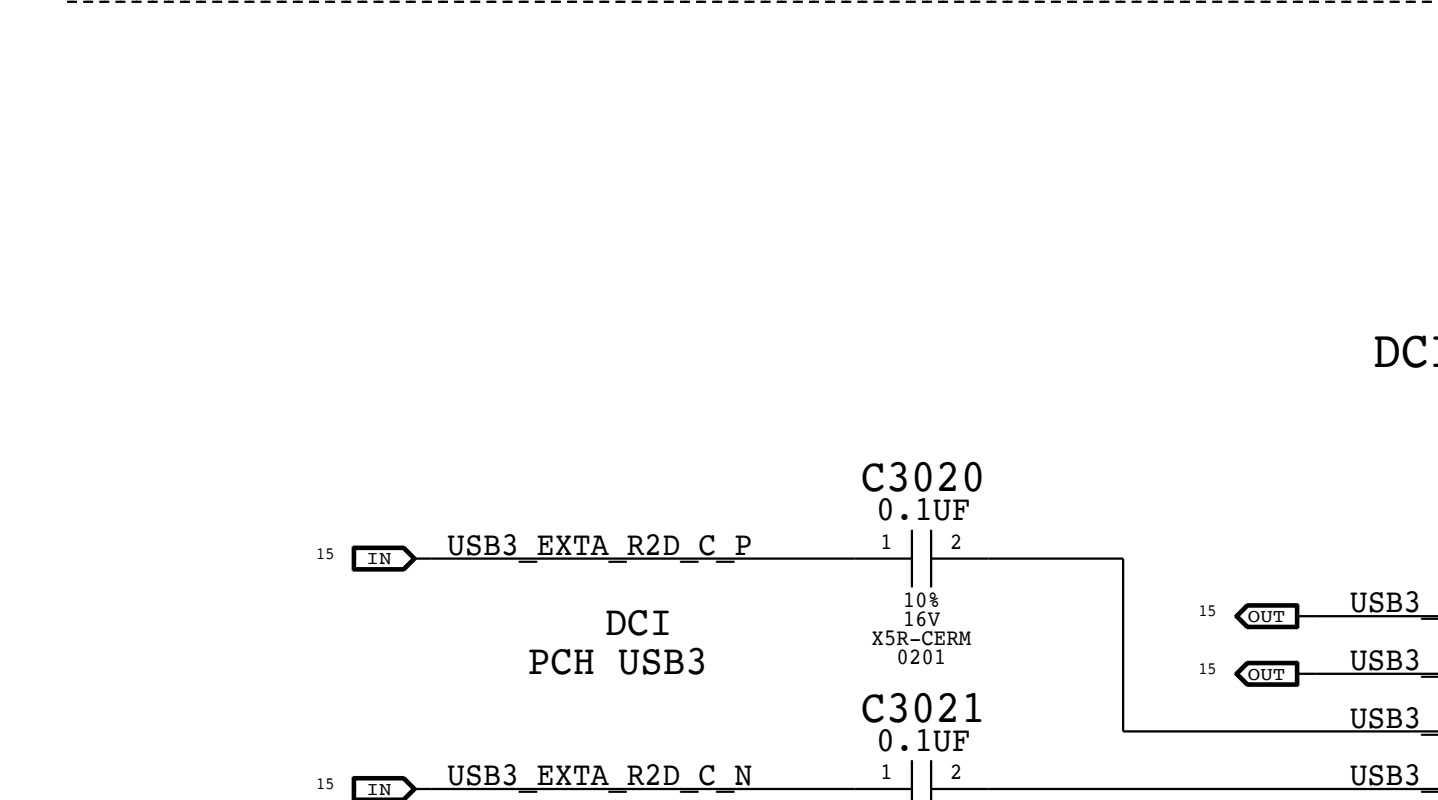 DCI
C3020
0.1UF
15 IN USB3_EXTA_R2D_C_P 1 2
10%
16V
X5R-CERM
0201
DCI
PCH USB3
15 OUT USB3_
15 OUT USB3_
USB3_
C3021
0.1UF
15 IN USB3_EXTA_R2D_C_N 1 2
USB3_